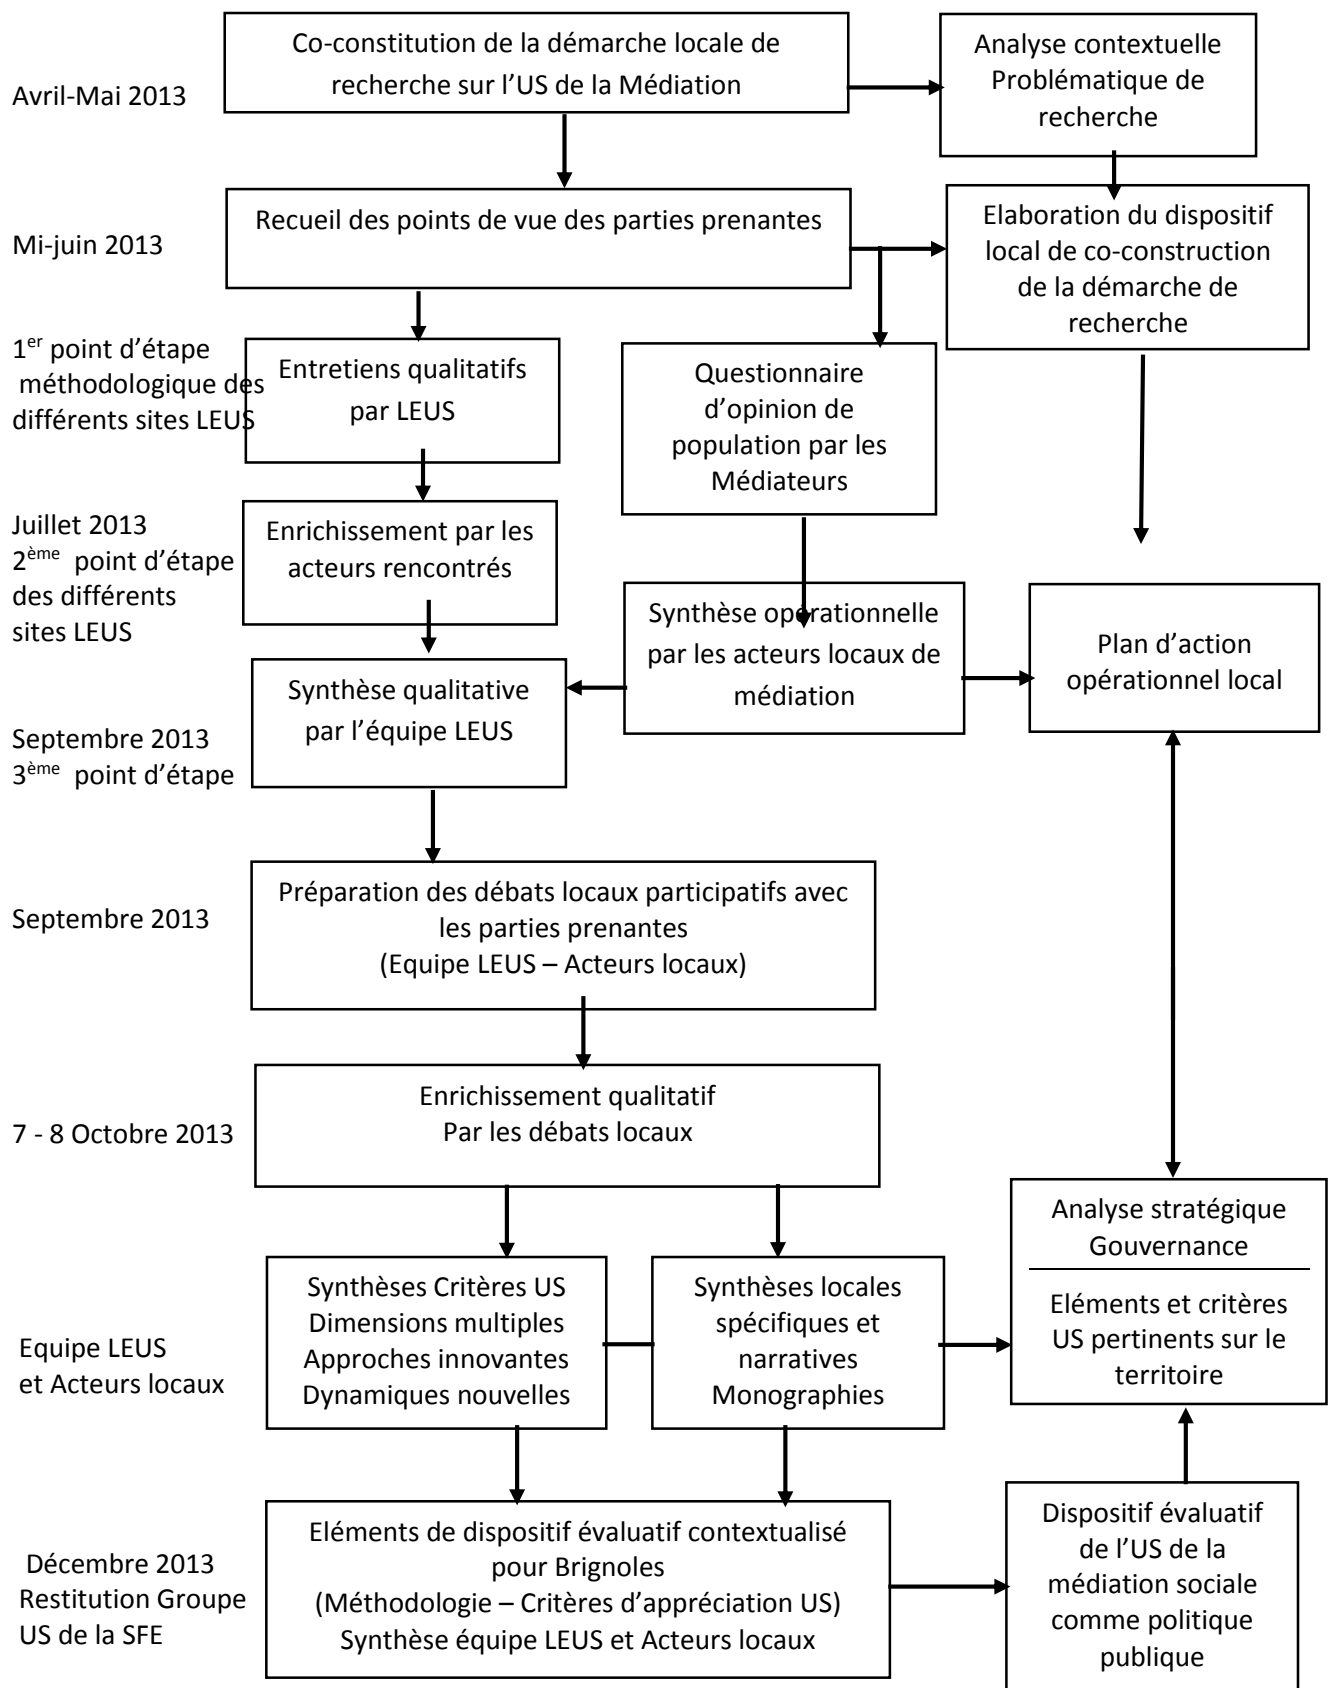 Co-constitution de la démarche locale de
recherche sur l’US de la Médiation
Analyse contextuelle
Problématique de
recherche
Avril-Mai 2013
Recueil des points de vue des parties prenantes
Elaboration du dispositif
local de co-construction
de la démarche de
recherche
Mi-juin 2013
1er point d’étape
méthodologique des
différents sites LEUS
Entretiens qualitatifs
par LEUS
Questionnaire
d’opinion de
population par les
Médiateurs
Juillet 2013
2ème point d’étape
des différents
sites LEUS
Enrichissement par les
acteurs rencontrés
Synthèse opérationnelle
par les acteurs locaux de
médiation
Plan d’action
opérationnel local
Synthèse qualitative
par l’équipe LEUS
Septembre 2013
3ème point d’étape
Septembre 2013
Préparation des débats locaux participatifs avec
les parties prenantes
(Equipe LEUS – Acteurs locaux)
7 - 8 Octobre 2013
Enrichissement qualitatif
Par les débats locaux
Analyse stratégique
Gouvernance
Eléments et critères
US pertinents sur le
territoire
Equipe LEUS
et Acteurs locaux
Synthèses Critères US
Dimensions multiples
Approches innovantes
Dynamiques nouvelles
Synthèses locales
spécifiques et
narratives
Monographies
Décembre 2013
Restitution Groupe
US de la SFE
Eléments de dispositif évaluatif contextualisé
pour Brignoles
(Méthodologie – Critères d’appréciation US)
Synthèse équipe LEUS et Acteurs locaux
Dispositif évaluatif
de l’US de la
médiation sociale
comme politique
publique